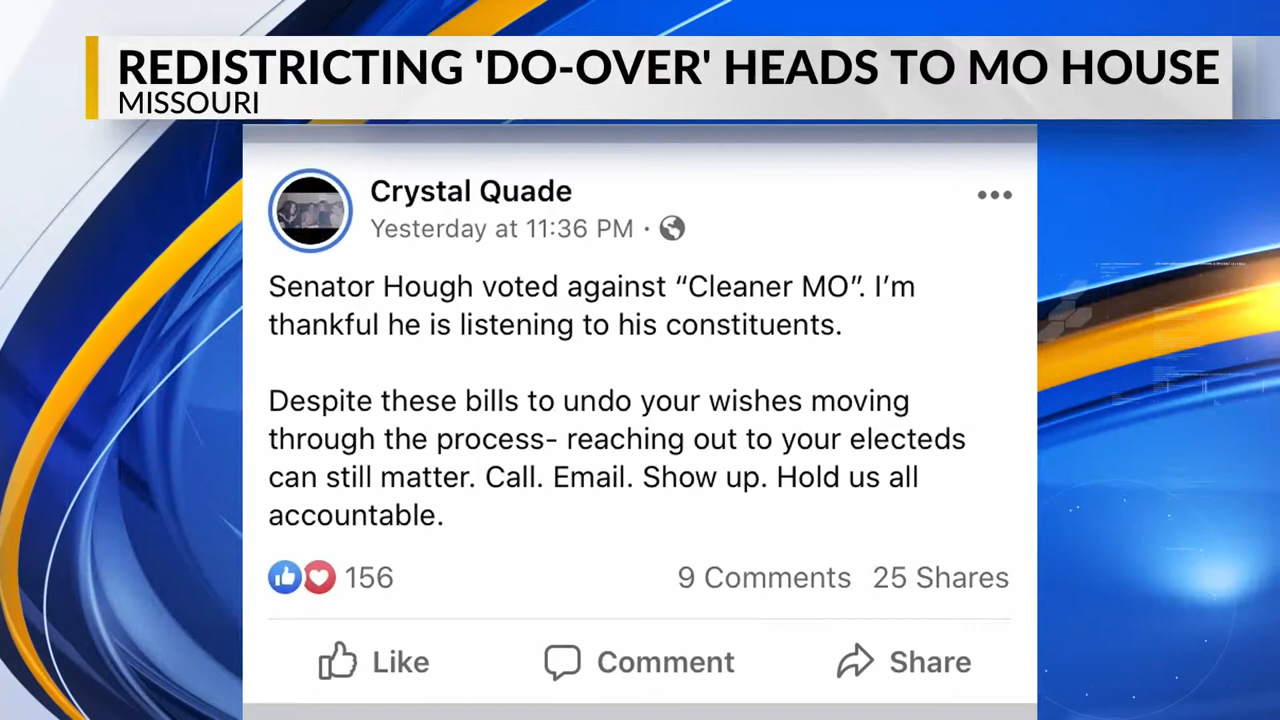 REDISTRICTING 'DO-OVER' HEADS TO MO HOUSE
MISSOURI
Crystal Quade
Yesterday at 11:36 PM ·
Senator Hough voted against “Cleaner MO”. I’m
thankful he is listening to his constituents.
Despite these bills to undo your wishes moving
through the process- reaching out to your electeds
can still matter. Call. Email. Show up. Hold us all
accountable.
156
9 Comments 25 Shares
Like Comment Share